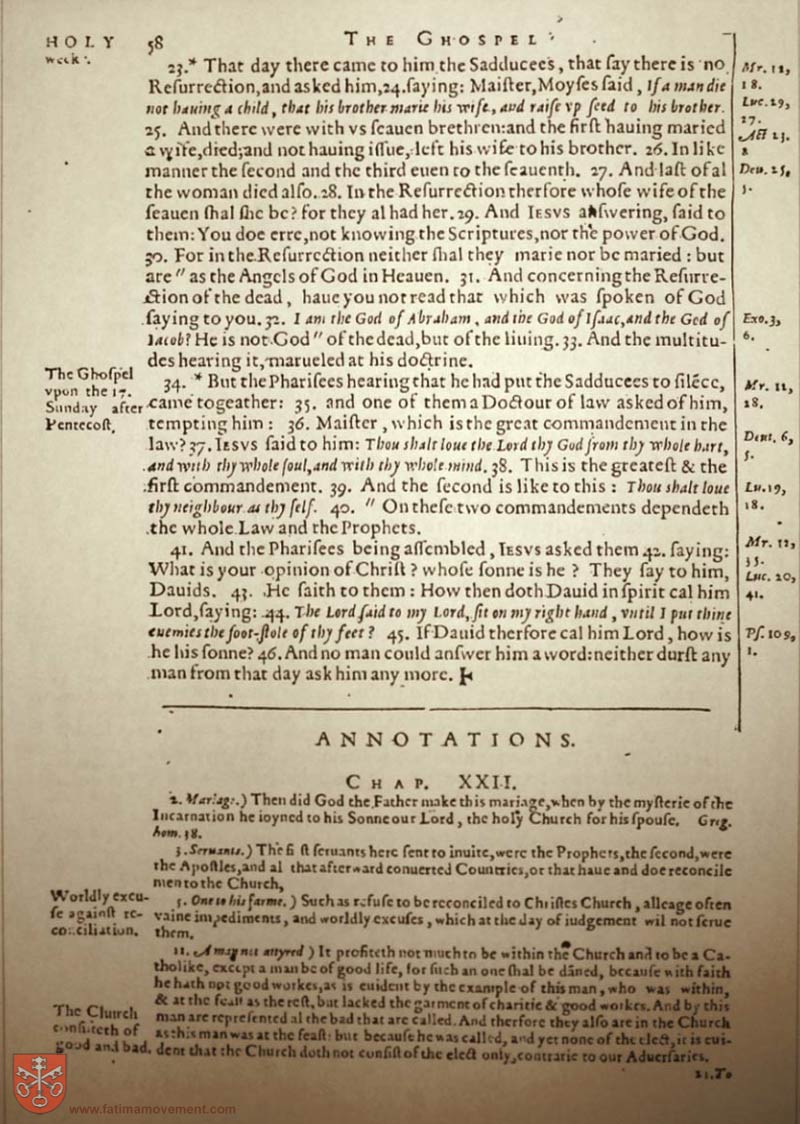 HOLY
weeke.
58
THE GHOSPEL
23.* That day there came to him the Sadducees, that ſay there is no
Reſurrection, and asked him, 24. ſaying: Maiſter, Moyſes ſaid, If a man die
not hauing a child, that his brother marie his wife, and raiſe vp ſeed to his brother.
25. And there were with vs ſeauen brethren: and the firſt hauing maried
a wife, died; and not hauing iſſue, left his wife to his brother. 26. In like
manner the ſecond and the third euen to the ſeauenth. 27. And laſt of al
the woman died alſo. 28. In the Reſurrection therfore whoſe wife of the
ſeauen ſhal ſhe be? for they al had her. 29. And IESVS anſwering, ſaid to
them: You doe erre, not knowing the Scriptures, nor the power of God.
30. For in the Reſurrection neither ſhal they marie nor be maried: but
are " as the Angels of God in Heauen. 31. And concerning the Reſurre-
ction of the dead, haue you not read that which was ſpoken of God
ſaying to you. 32. I am the God of Abraham, and the God of Iſaac, and the God of
Iacob? He is not God " of the dead, but of the liuing. 33. And the multitu-
des hearing it, marueled at his doctrine.
34. * But the Phariſees hearing that he had put the Sadducees to ſilẽce,
came togeather: 35. and one of them a Doctour of law asked of him,
tempting him: 36. Maiſter, which is the great commandement in the
law? 37. IESVS ſaid to him: Thou shalt loue the Lord thy God from thy whole hart,
and with thy whole ſoul, and with thy whole mind. 38. This is the greateſt & the
firſt commandement. 39. And the ſecond is like to this: Thou shalt loue
thy neighbour as thy ſelf. 40. " On theſe two commandements dependeth
the whole Law and the Prophets.
41. And the Phariſees being aſſembled, IESVS asked them 42. ſaying:
What is your opinion of Chriſt? whoſe ſonne is he? They ſay to him,
Dauids. 43. He ſaith to them: How then doth Dauid in ſpirit cal him
Lord, ſaying: 44. The Lord ſaid to my Lord, ſit on my right hand, vntil I put thine
enemies the foot-ſtole of thy feet? 45. If Dauid therfore cal him Lord, how is
he his ſonne? 46. And no man could anſwer him a word: neither durſt any
man from that day ask him any more.
The Ghoſpel
vpon the 17.
Sunday after
Pentecoſt.
Mr. 12,
18.
Luc. 29,
27.
Act 23.
8
Deu. 25,
5.
Exo. 3,
6.
Mr. 12,
28.
Deut. 6,
5.
Lu. 19,
18.
Mr. 12,
35.
Luc. 20,
41.
Pſ. 109,
1.
ANNOTATIONS.
CHAP. XXII.
2. Mariage.) Then did God the Father make this mariage, when by the myſterie of the
Incarnation he ioyned to his Sonne our Lord, the holy Church for his ſpouſe. Greg.
hom. 38.
3. Seruants.) The fi ſt ſeruants here ſent to inuite, were the Prophets, the ſecond, were
the Apoſtles, and al that afterward conuerted Countries, or that haue and doe reconcile
men to the Church,
5. One to his farme.) Such as refuſe to be reconciled to Chriſtes Church, alleage often
vaine impediments, and worldly excuſes, which at the day of iudgement wil not ſerue
them.
11. A man not attyred) It profiteth not much to be within the Church and to be a Ca-
tholike, except a man be of good life, for ſuch an one ſhal be dãned, becauſe with faith
he hath not good workes, as is euident by the example of this man, who was within,
& at the feaſt as the reſt, but lacked the garment of charitie & good workes. And by this
man are repreſented al the bad that are called. And therfore they alſo are in the Church
as this man was at the feaſt: but becauſe he was called, and yet none of the elect, it is eui-
dent that the Church doth not conſiſt of the elect only, contrarie to our Aduerſaries.
21. To
Worldly excu-
ſe againſt re-
conciliation.
The Church
conſiſteth of
good and bad.
www.fatimamovement.com